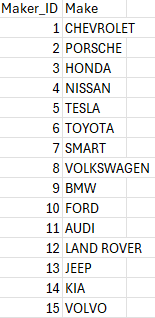 Maker_ID Make
1 CHEVROLET
2 PORSCHE
3 HONDA
4 NISSAN
5 TESLA
6 TOYOTA
7 SMART
8 VOLKSWAGEN
9 BMW
10 FORD
11 AUDI
12 LAND ROVER
13 JEEP
14 KIA
15 VOLVO